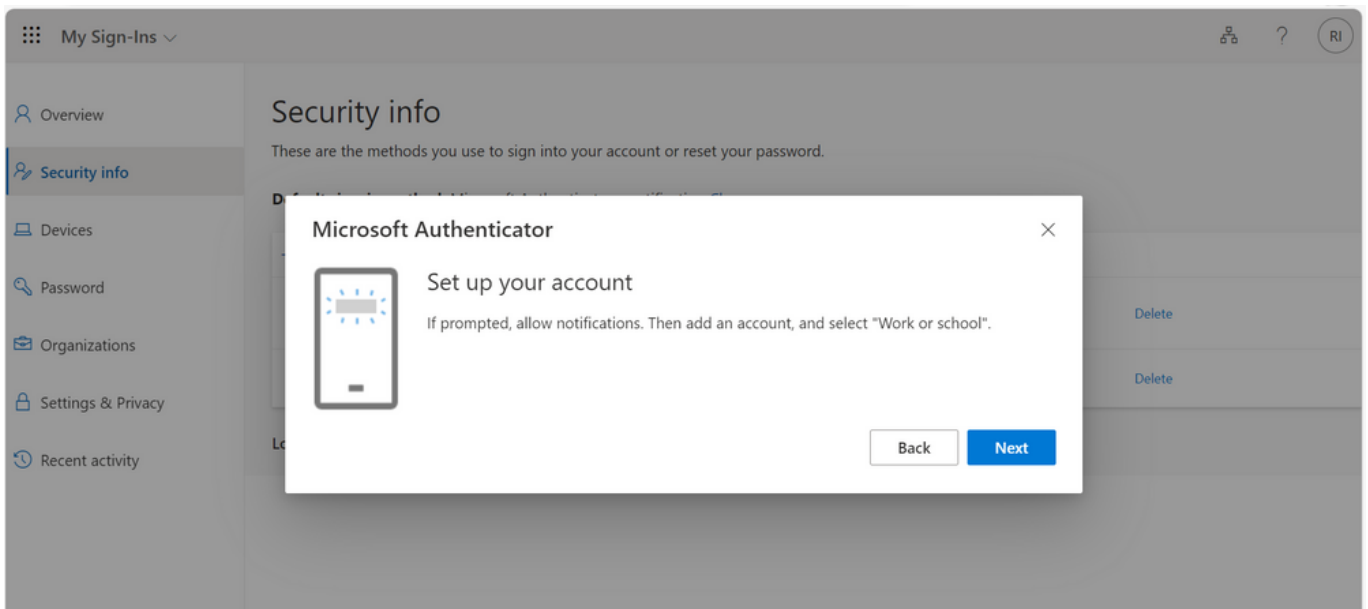 My Sign-Ins
?
RI
Overview
Security info
Devices
Password
Organizations
Settings & Privacy
Recent activity
Security info
These are the methods you use to sign into your account or reset your password.
Microsoft Authenticator
Set up your account
If prompted, allow notifications. Then add an account, and select "Work or school".
Back
Next
Delete
Delete